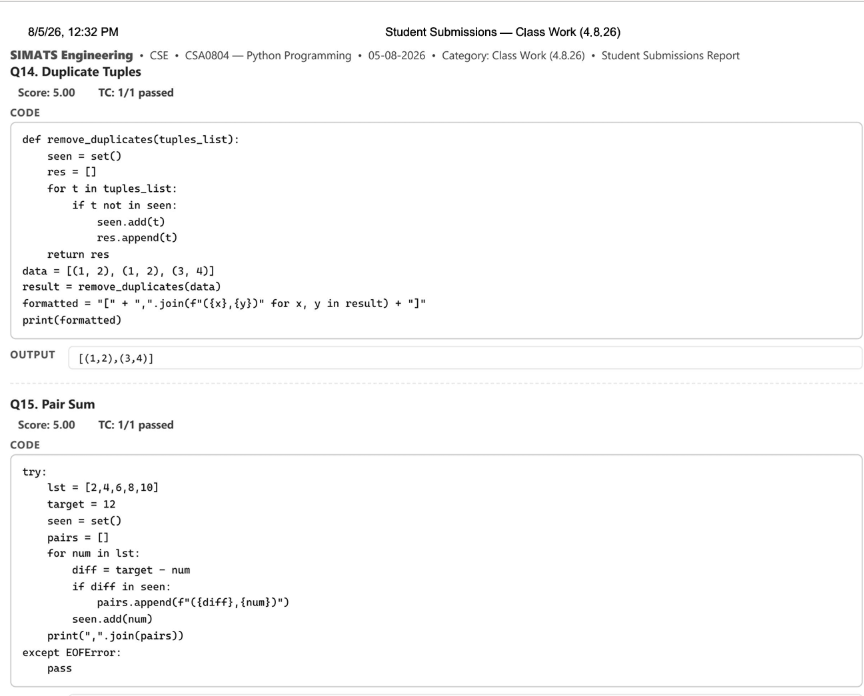 8/5/26, 12:32 PM Student Submissions — Class Work (4,8,26)
SIMATS Engineering • CSE • CSA0804 — Python Programming • 05-08-2026 • Category: Class Work (4.8.26) • Student Submissions Report
Q14. Duplicate Tuples
Score: 5.00 TC: 1/1 passed
CODE
def remove_duplicates(tuples_list):
    seen = set()
    res = []
    for t in tuples_list:
        if t not in seen:
            seen.add(t)
            res.append(t)
    return res
data = [(1, 2), (1, 2), (3, 4)]
result = remove_duplicates(data)
formatted = "[" + ",".join(f"({x},{y})" for x, y in result) + "]"
print(formatted)
OUTPUT [(1,2),(3,4)]
Q15. Pair Sum
Score: 5.00 TC: 1/1 passed
CODE
try:
    lst = [2,4,6,8,10]
    target = 12
    seen = set()
    pairs = []
    for num in lst:
        diff = target - num
        if diff in seen:
            pairs.append(f"({diff},{num})")
        seen.add(num)
    print(",".join(pairs))
except EOFError:
    pass